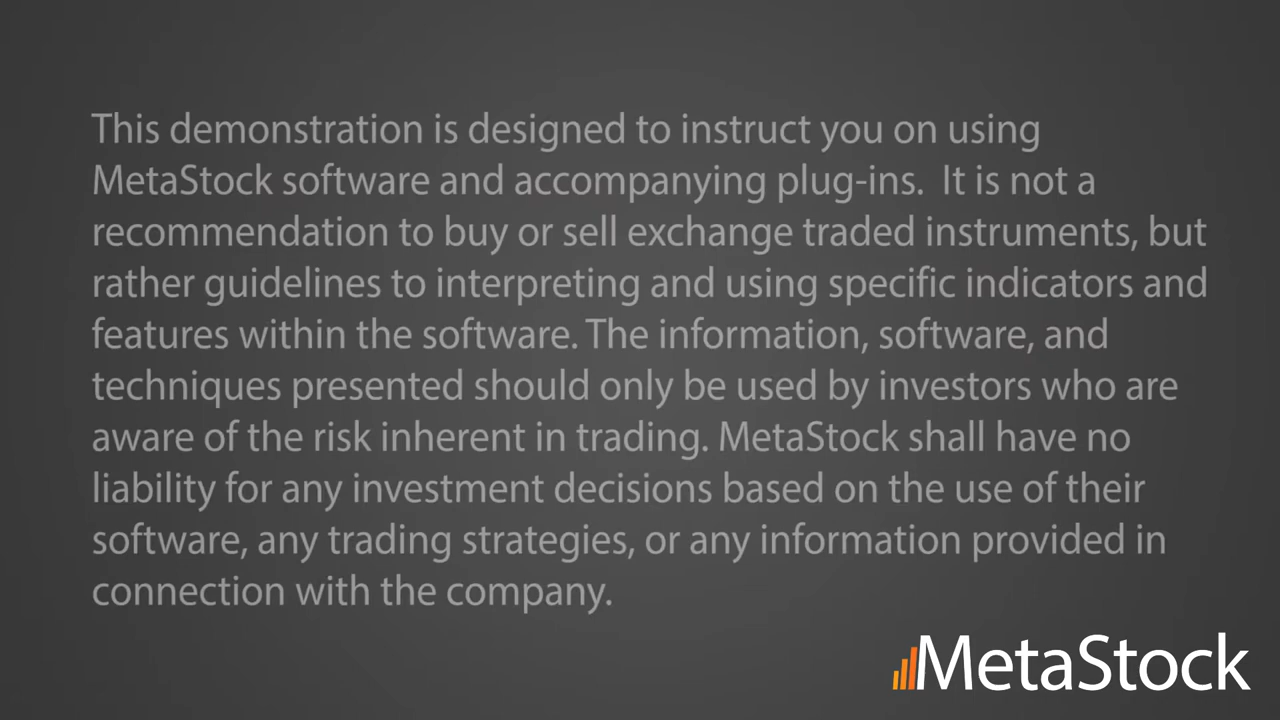 This demonstration is designed to instruct you on using
MetaStock software and accompanying plug-ins.  It is not a
recommendation to buy or sell exchange traded instruments, but
rather guidelines to interpreting and using specific indicators and
features within the software. The information, software, and
techniques presented should only be used by investors who are
aware of the risk inherent in trading. MetaStock shall have no
liability for any investment decisions based on the use of their
software, any trading strategies, or any information provided in
connection with the company.
MetaStock